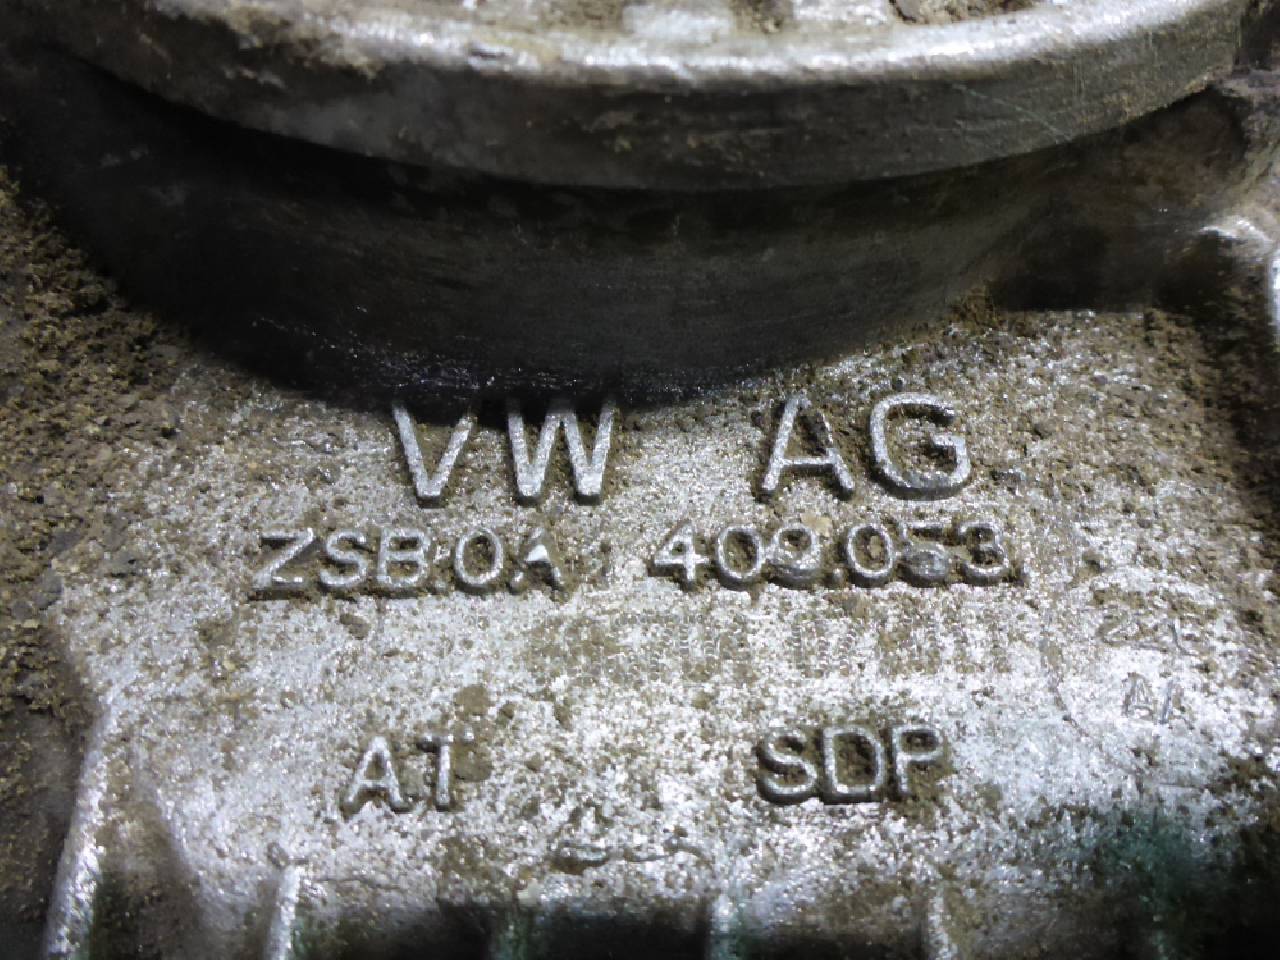 VW AG
ZSB.0A 409.053
AT SDP